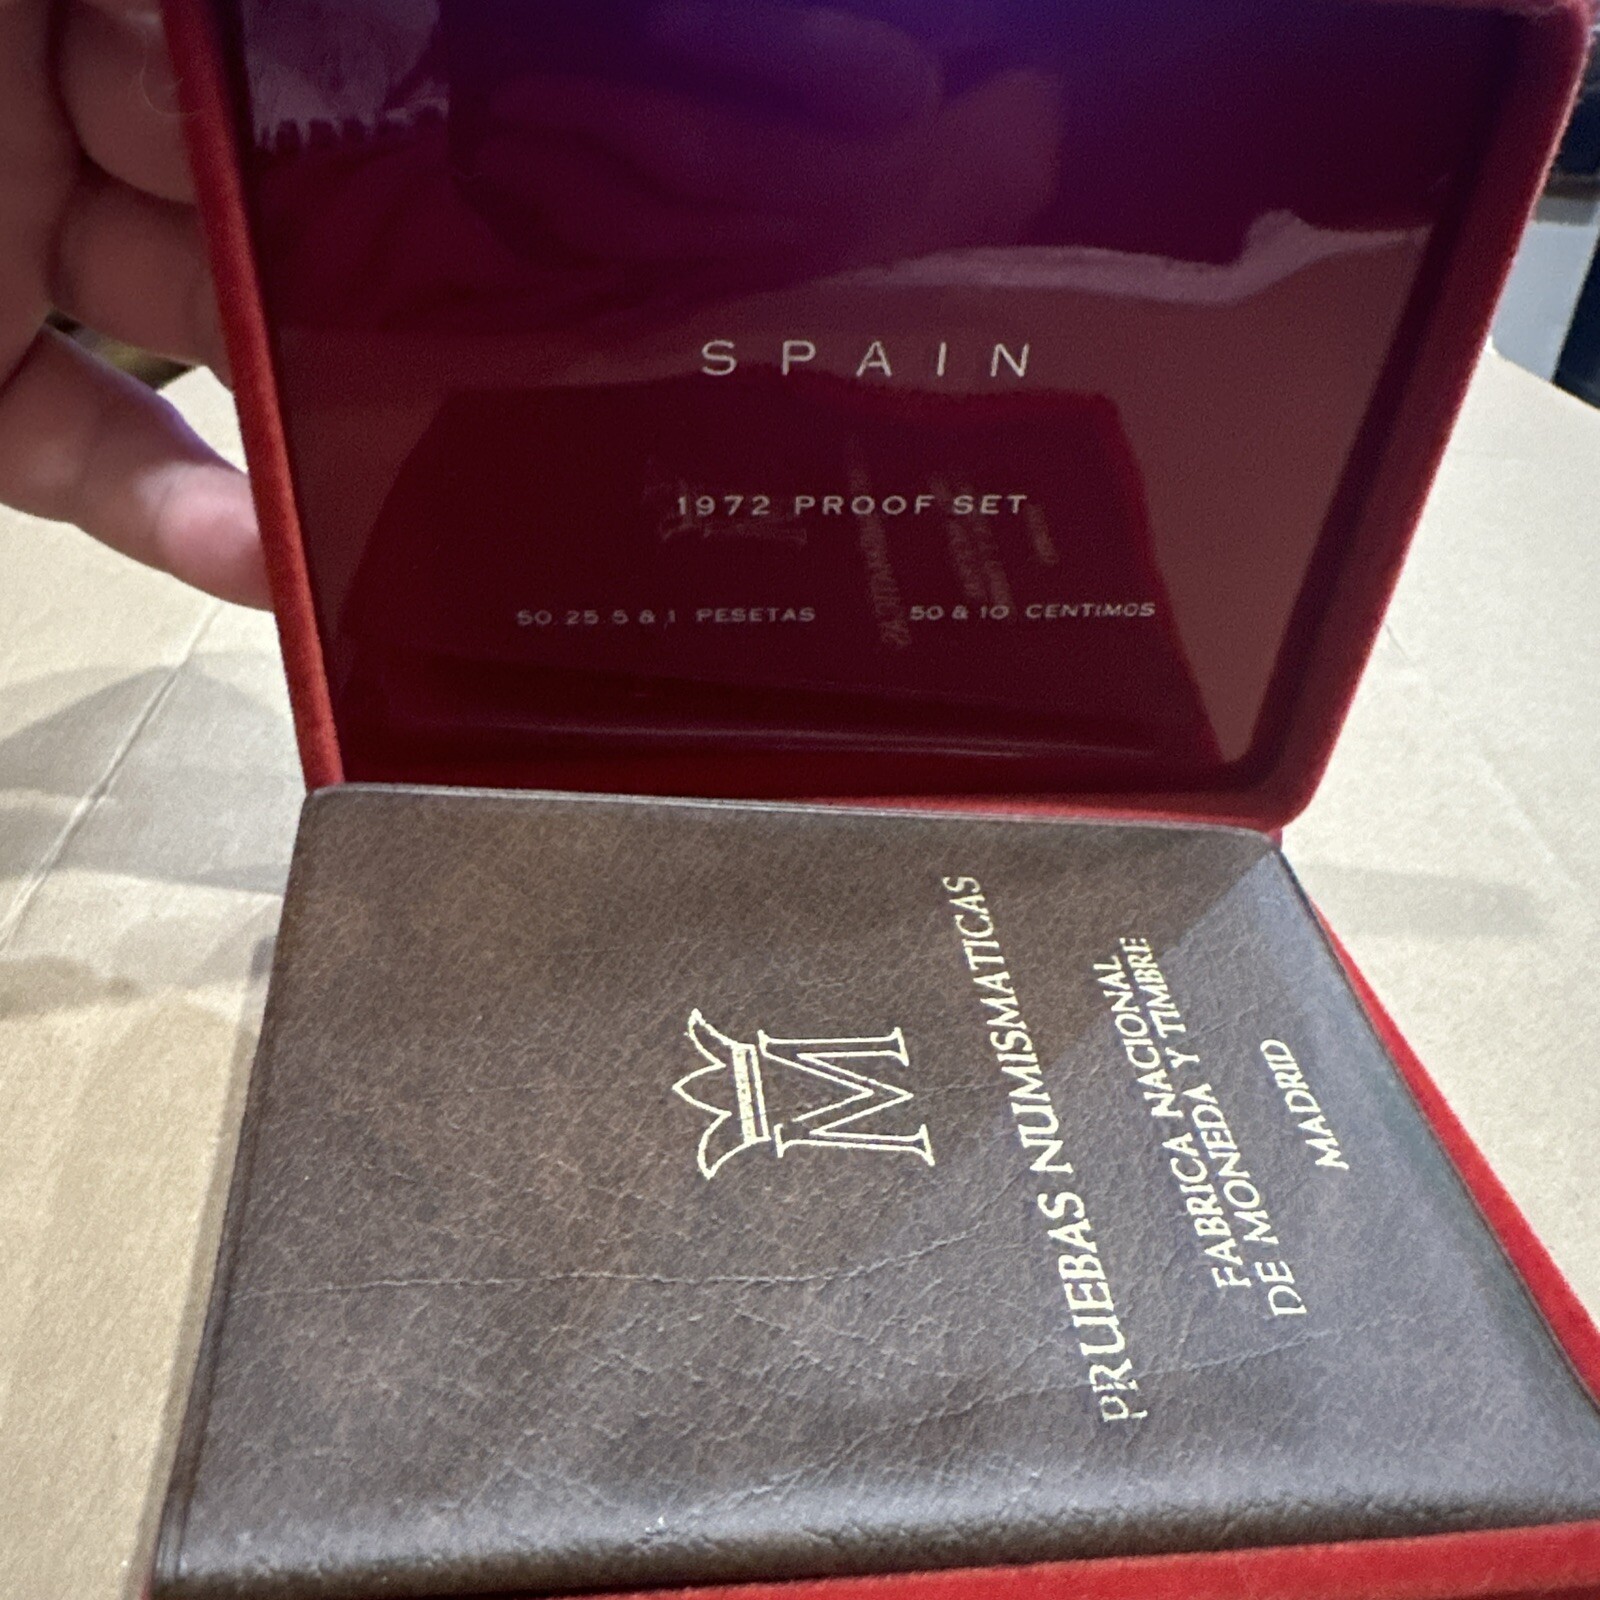 SPAIN
1972 PROOF SET
50. 25. 5 & 1 PESETAS 50 & 10 CENTIMOS
M
PRUEBAS NUMISMATICAS
FABRICA NACIONAL
DE MONEDA Y TIMBRE
MADRID